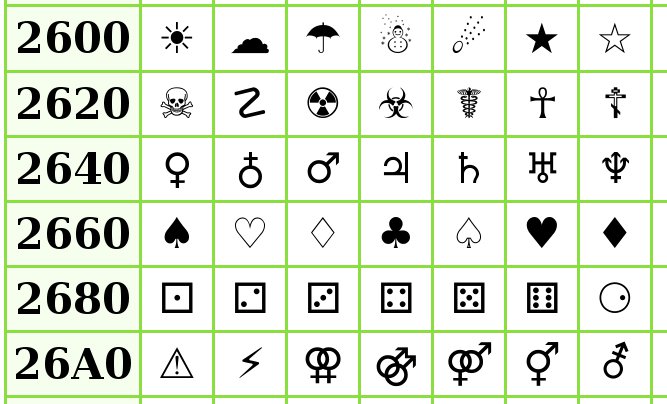 2600 ☀ ☁ ☂ ☃ ☄ ★ ☆
2620 ☠ ☡ ☢ ☣ ☤ ☥ ☦
2640 ♀ ♁ ♂ ♃ ♄ ♅ ♆
2660 ♠ ♡ ♢ ♣ ♤ ♥ ♦
2680 ⚀ ⚁ ⚂ ⚃ ⚄ ⚅ ⚆
26A0 ⚠ ⚡ ⚢ ⚣ ⚤ ⚥ ⚦